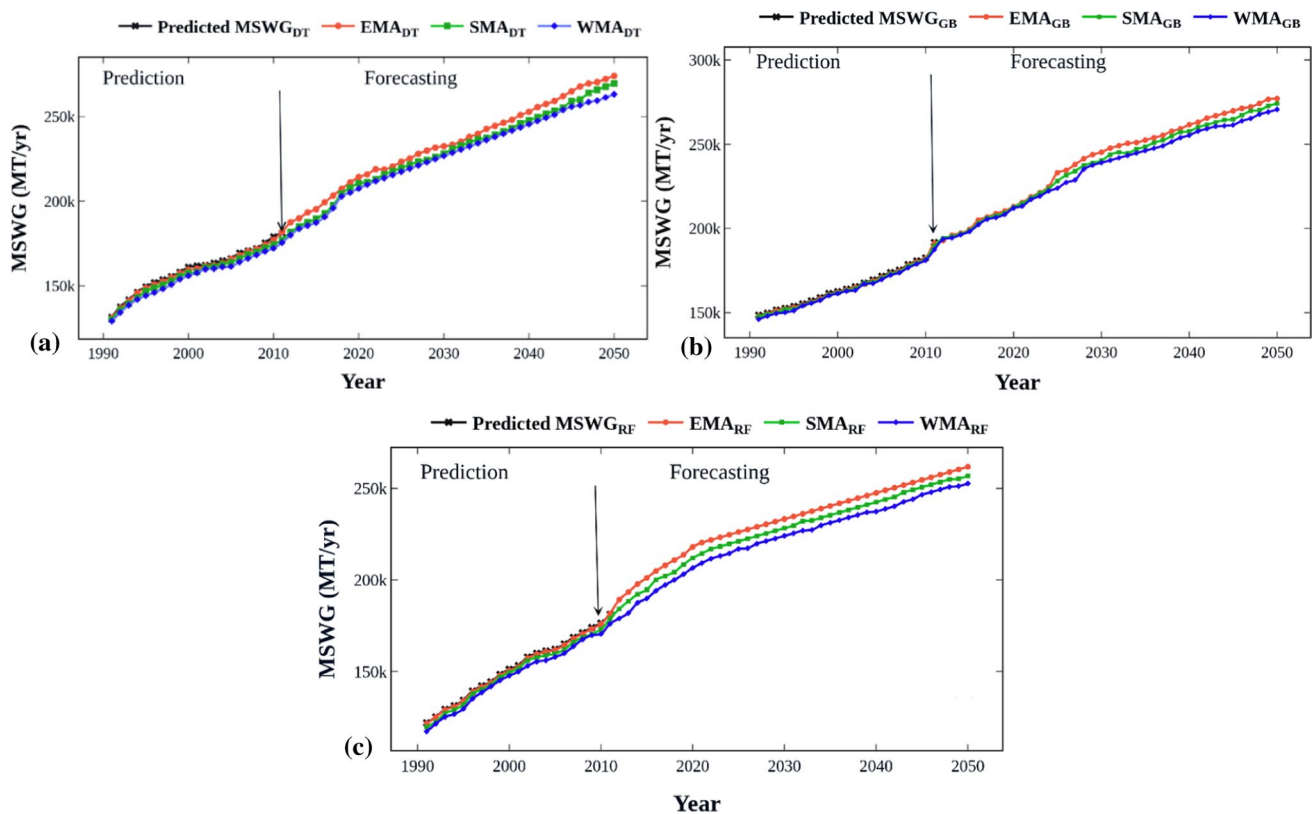 Predicted MSWG_DT EMA_DT SMA_DT WMA_DT
Prediction Forecasting
250k
200k
150k
MSWG (MT/yr)
1990 2000 2010 2020 2030 2040 2050
Year
(a)
Predicted MSWG_GB EMA_GB SMA_GB WMA_GB
Prediction Forecasting
300k
250k
200k
150k
MSWG (MT/yr)
1990 2000 2010 2020 2030 2040 2050
Year
(b)
Predicted MSWG_RF EMA_RF SMA_RF WMA_RF
Prediction Forecasting
250k
200k
150k
MSWG (MT/yr)
1990 2000 2010 2020 2030 2040 2050
Year
(c)